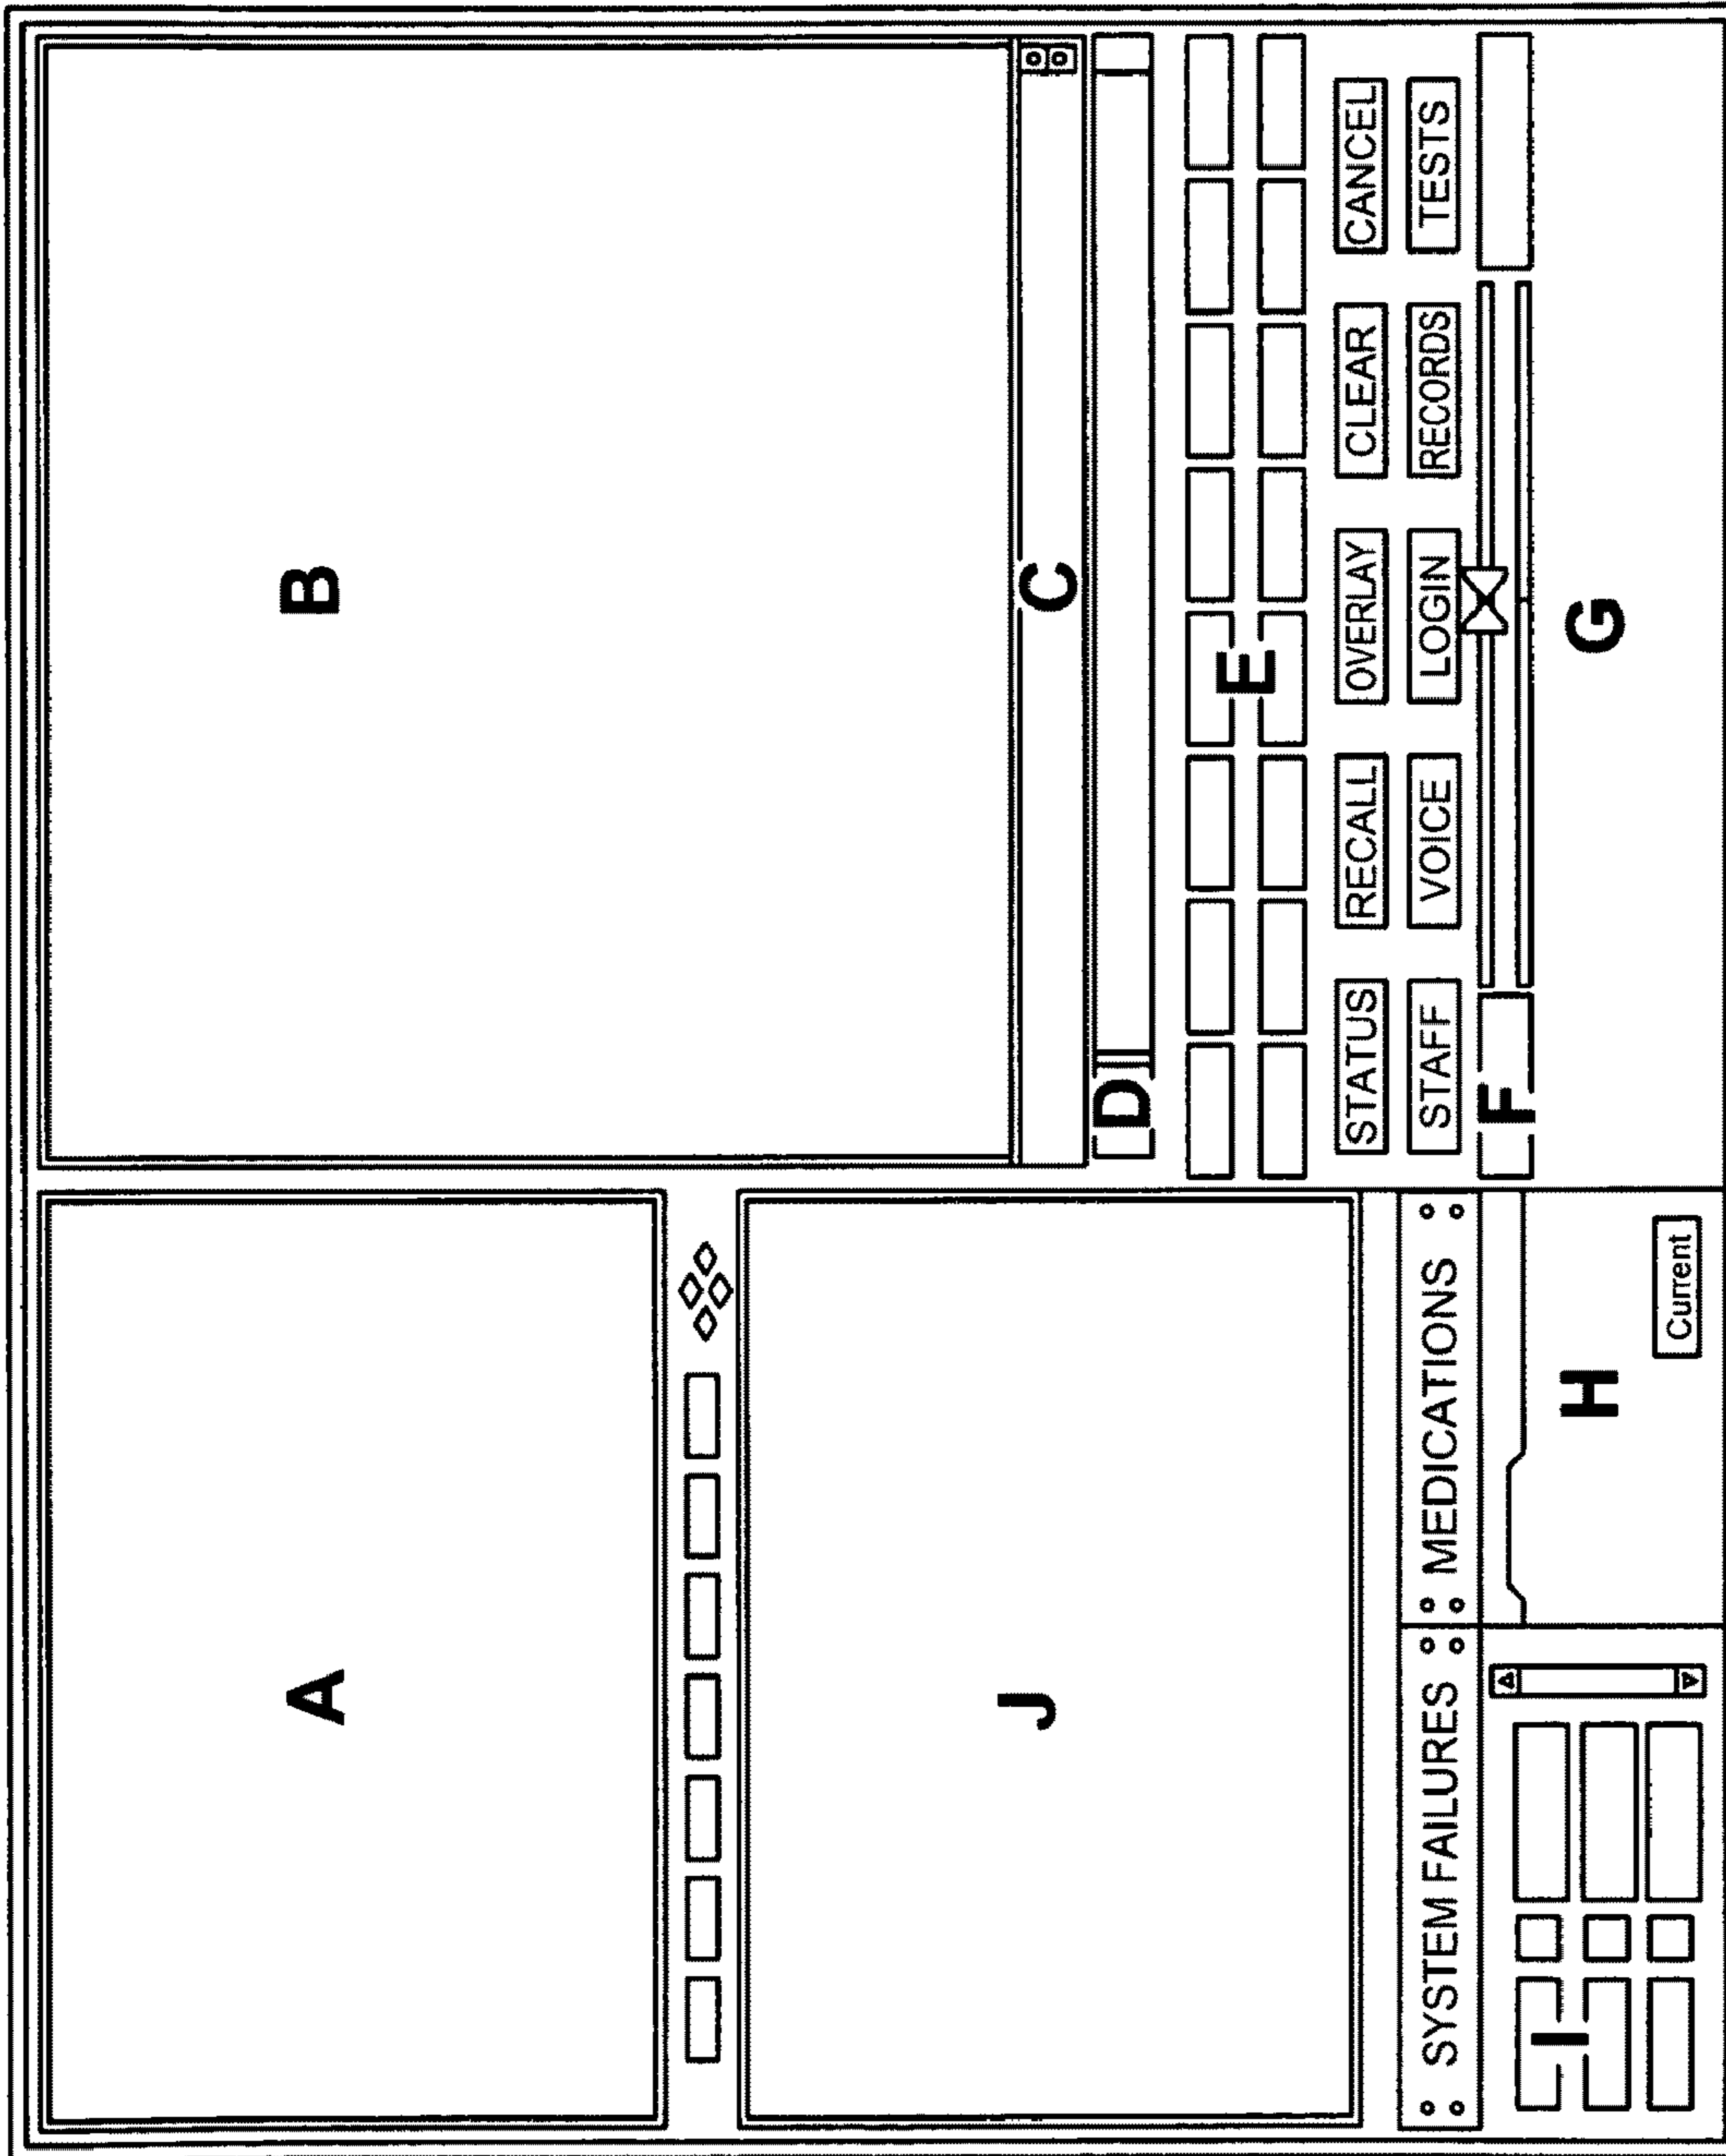 A
B
C
D
E
STATUS RECALL OVERLAY CLEAR CANCEL
STAFF VOICE LOGIN RECORDS TESTS
F
G
J
SYSTEM FAILURES MEDICATIONS
I
H
Current